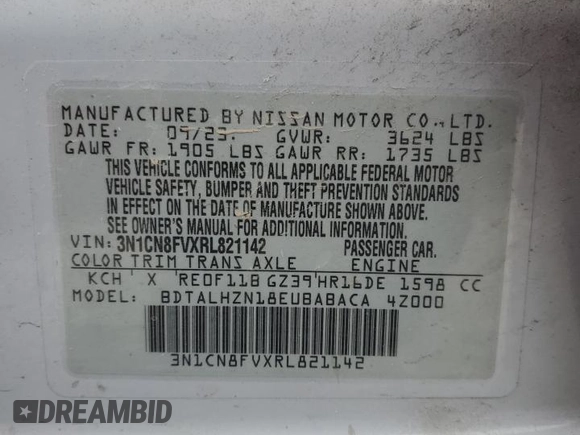 MANUFACTURED BY NISSAN MOTOR CO., LTD.
DATE: 09/23 GVWR: 3624 LBS
GAWR FR: 1905 LBS GAWR RR: 1735 LBS
THIS VEHICLE CONFORMS TO ALL APPLICABLE FEDERAL MOTOR
VEHICLE SAFETY, BUMPER AND THEFT PREVENTION STANDARDS
IN EFFECT ON THE DATE OF MANUFACTURE SHOWN ABOVE.
SEE OWNER'S MANUAL FOR ADDITIONAL INFORMATION.
VIN: 3N1CN8FVXRL821142 PASSENGER CAR.
COLOR TRIM TRANS AXLE ENGINE
KCH X RE0F11B GZ39 HR16DE 1598 CC
MODEL: BDTALHZN18EUBABACA 4Z000
3N1CN8FVXRL821142
DREAMBID